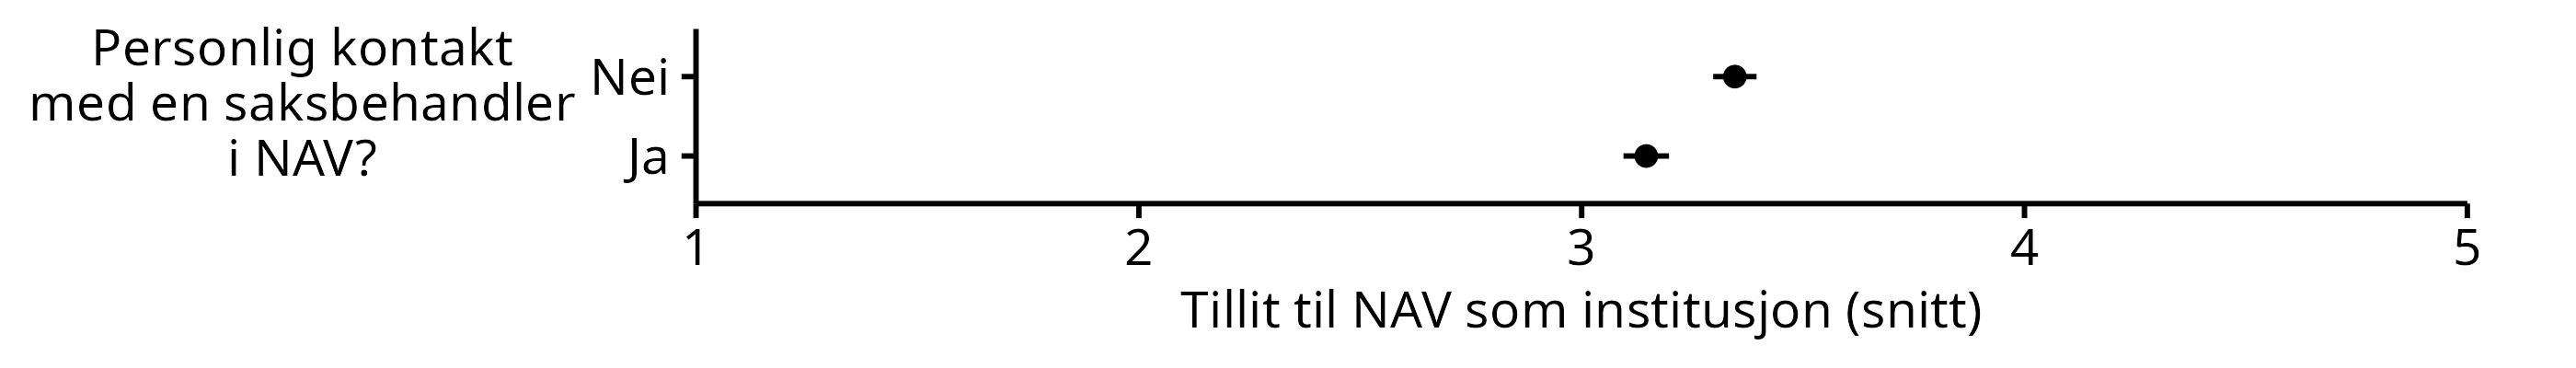 Personlig kontakt
med en saksbehandler
i NAV?
Nei
Ja
1 2 3 4 5
Tillit til NAV som institusjon (snitt)